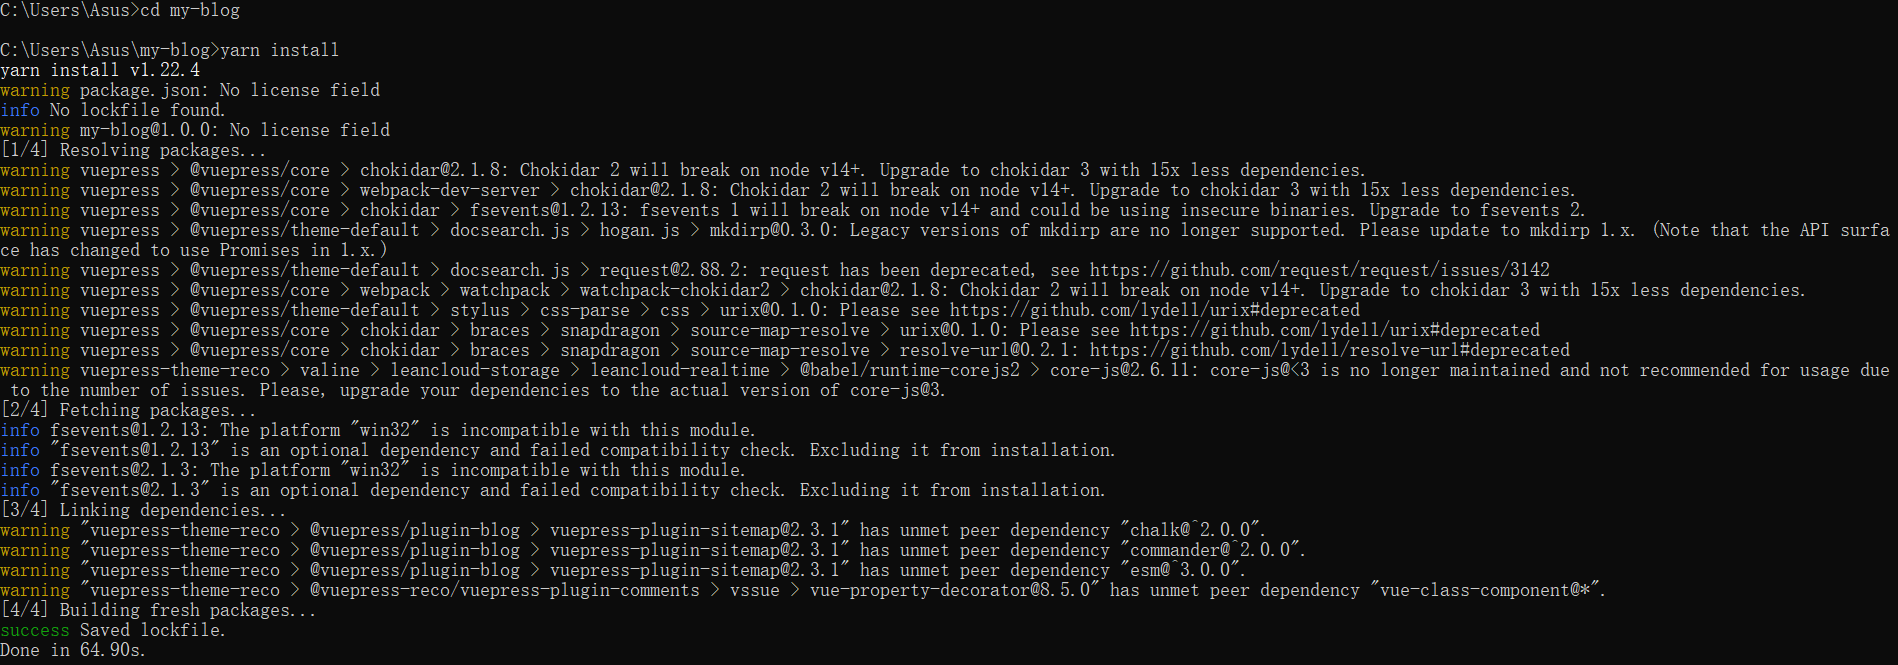 C:\Users\Asus>cd my-blog
C:\Users\Asus\my-blog>yarn install
yarn install v1.22.4
warning package.json: No license field
info No lockfile found.
warning my-blog@1.0.0: No license field
[1/4] Resolving packages...
warning vuepress > @vuepress/core > chokidar@2.1.8: Chokidar 2 will break on node v14+. Upgrade to chokidar 3 with 15x less dependencies.
warning vuepress > @vuepress/core > webpack-dev-server > chokidar@2.1.8: Chokidar 2 will break on node v14+. Upgrade to chokidar 3 with 15x less dependencies.
warning vuepress > @vuepress/core > chokidar > fsevents@1.2.13: fsevents 1 will break on node v14+ and could be using insecure binaries. Upgrade to fsevents 2.
warning vuepress > @vuepress/theme-default > docsearch.js > hogan.js > mkdirp@0.3.0: Legacy versions of mkdirp are no longer supported. Please update to mkdirp 1.x. (Note that the API surfa
ce has changed to use Promises in 1.x.)
warning vuepress > @vuepress/theme-default > docsearch.js > request@2.88.2: request has been deprecated, see https://github.com/request/request/issues/3142
warning vuepress > @vuepress/core > webpack > watchpack > watchpack-chokidar2 > chokidar@2.1.8: Chokidar 2 will break on node v14+. Upgrade to chokidar 3 with 15x less dependencies.
warning vuepress > @vuepress/theme-default > stylus > css-parse > css > urix@0.1.0: Please see https://github.com/lydell/urix#deprecated
warning vuepress > @vuepress/core > chokidar > braces > snapdragon > source-map-resolve > urix@0.1.0: Please see https://github.com/lydell/urix#deprecated
warning vuepress > @vuepress/core > chokidar > braces > snapdragon > source-map-resolve > resolve-url@0.2.1: https://github.com/lydell/resolve-url#deprecated
warning vuepress-theme-reco > valine > leancloud-storage > leancloud-realtime > @babel/runtime-corejs2 > core-js@2.6.11: core-js@<3 is no longer maintained and not recommended for usage due
 to the number of issues. Please, upgrade your dependencies to the actual version of core-js@3.
[2/4] Fetching packages...
info fsevents@1.2.13: The platform "win32" is incompatible with this module.
info "fsevents@1.2.13" is an optional dependency and failed compatibility check. Excluding it from installation.
info fsevents@2.1.3: The platform "win32" is incompatible with this module.
info "fsevents@2.1.3" is an optional dependency and failed compatibility check. Excluding it from installation.
[3/4] Linking dependencies...
warning "vuepress-theme-reco > @vuepress/plugin-blog > vuepress-plugin-sitemap@2.3.1" has unmet peer dependency "chalk@^2.0.0".
warning "vuepress-theme-reco > @vuepress/plugin-blog > vuepress-plugin-sitemap@2.3.1" has unmet peer dependency "commander@^2.0.0".
warning "vuepress-theme-reco > @vuepress/plugin-blog > vuepress-plugin-sitemap@2.3.1" has unmet peer dependency "esm@^3.0.0".
warning "vuepress-theme-reco > @vuepress-reco/vuepress-plugin-comments > vssue > vue-property-decorator@8.5.0" has unmet peer dependency "vue-class-component@*".
[4/4] Building fresh packages...
success Saved lockfile.
Done in 64.90s.